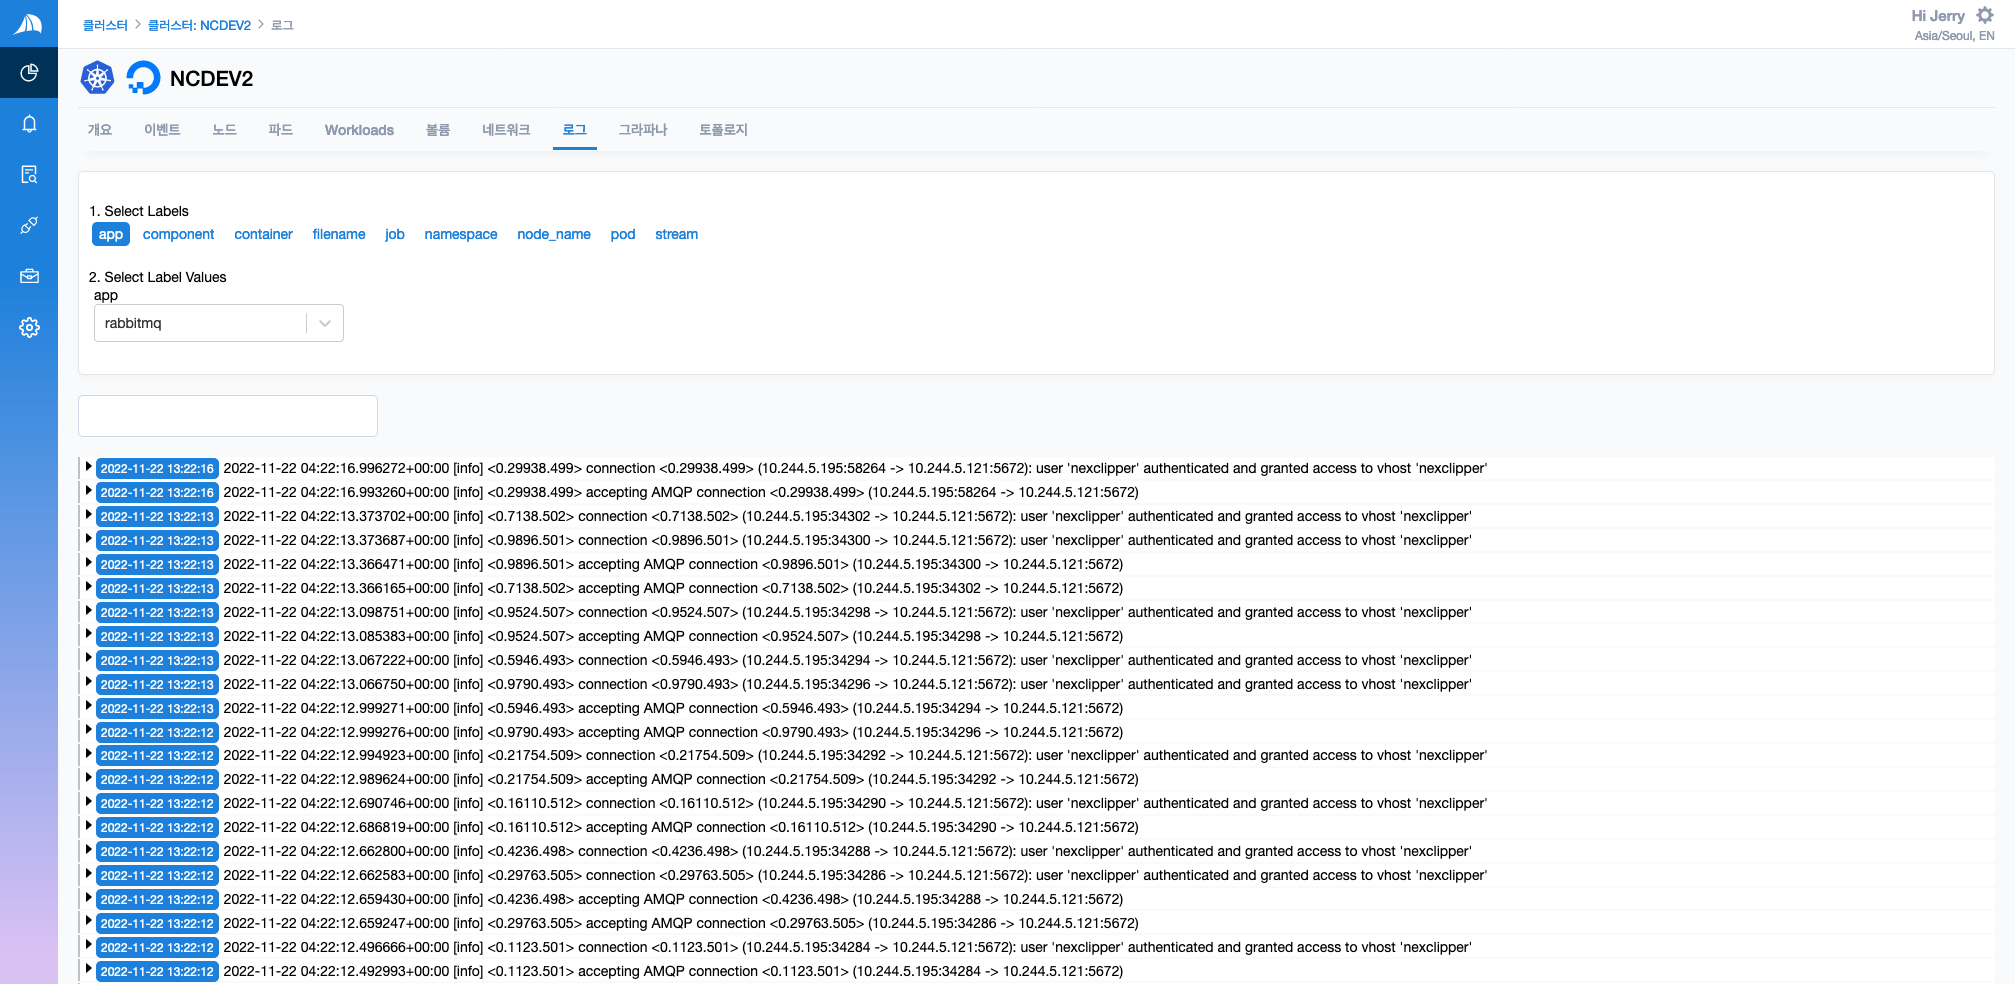 클러스터 > 클러스터: NCDEV2 > 로그
Hi Jerry
Asia/Seoul, EN
NCDEV2
개요 이벤트 노드 파드 Workloads 볼륨 네트워크 로그 그라파나 토폴로지
1. Select Labels
app component container filename job namespace node_name pod stream
2. Select Label Values
app
rabbitmq
2022-11-22 13:22:16 2022-11-22 04:22:16.996272+00:00 [info] <0.29938.499> connection <0.29938.499> (10.244.5.195:58264 -> 10.244.5.121:5672): user 'nexclipper' authenticated and granted access to vhost 'nexclipper'
2022-11-22 13:22:16 2022-11-22 04:22:16.993260+00:00 [info] <0.29938.499> accepting AMQP connection <0.29938.499> (10.244.5.195:58264 -> 10.244.5.121:5672)
2022-11-22 13:22:13 2022-11-22 04:22:13.373702+00:00 [info] <0.7138.502> connection <0.7138.502> (10.244.5.195:34302 -> 10.244.5.121:5672): user 'nexclipper' authenticated and granted access to vhost 'nexclipper'
2022-11-22 13:22:13 2022-11-22 04:22:13.373687+00:00 [info] <0.9896.501> connection <0.9896.501> (10.244.5.195:34300 -> 10.244.5.121:5672): user 'nexclipper' authenticated and granted access to vhost 'nexclipper'
2022-11-22 13:22:13 2022-11-22 04:22:13.366471+00:00 [info] <0.9896.501> accepting AMQP connection <0.9896.501> (10.244.5.195:34300 -> 10.244.5.121:5672)
2022-11-22 13:22:13 2022-11-22 04:22:13.366165+00:00 [info] <0.7138.502> accepting AMQP connection <0.7138.502> (10.244.5.195:34302 -> 10.244.5.121:5672)
2022-11-22 13:22:13 2022-11-22 04:22:13.098751+00:00 [info] <0.9524.507> connection <0.9524.507> (10.244.5.195:34298 -> 10.244.5.121:5672): user 'nexclipper' authenticated and granted access to vhost 'nexclipper'
2022-11-22 13:22:13 2022-11-22 04:22:13.085383+00:00 [info] <0.9524.507> accepting AMQP connection <0.9524.507> (10.244.5.195:34298 -> 10.244.5.121:5672)
2022-11-22 13:22:13 2022-11-22 04:22:13.067222+00:00 [info] <0.5946.493> connection <0.5946.493> (10.244.5.195:34294 -> 10.244.5.121:5672): user 'nexclipper' authenticated and granted access to vhost 'nexclipper'
2022-11-22 13:22:13 2022-11-22 04:22:13.066750+00:00 [info] <0.9790.493> connection <0.9790.493> (10.244.5.195:34296 -> 10.244.5.121:5672): user 'nexclipper' authenticated and granted access to vhost 'nexclipper'
2022-11-22 13:22:13 2022-11-22 04:22:12.999271+00:00 [info] <0.5946.493> accepting AMQP connection <0.5946.493> (10.244.5.195:34294 -> 10.244.5.121:5672)
2022-11-22 13:22:12 2022-11-22 04:22:12.999276+00:00 [info] <0.9790.493> accepting AMQP connection <0.9790.493> (10.244.5.195:34296 -> 10.244.5.121:5672)
2022-11-22 13:22:12 2022-11-22 04:22:12.994923+00:00 [info] <0.21754.509> connection <0.21754.509> (10.244.5.195:34292 -> 10.244.5.121:5672): user 'nexclipper' authenticated and granted access to vhost 'nexclipper'
2022-11-22 13:22:12 2022-11-22 04:22:12.989624+00:00 [info] <0.21754.509> accepting AMQP connection <0.21754.509> (10.244.5.195:34292 -> 10.244.5.121:5672)
2022-11-22 13:22:12 2022-11-22 04:22:12.690746+00:00 [info] <0.16110.512> connection <0.16110.512> (10.244.5.195:34290 -> 10.244.5.121:5672): user 'nexclipper' authenticated and granted access to vhost 'nexclipper'
2022-11-22 13:22:12 2022-11-22 04:22:12.686819+00:00 [info] <0.16110.512> accepting AMQP connection <0.16110.512> (10.244.5.195:34290 -> 10.244.5.121:5672)
2022-11-22 13:22:12 2022-11-22 04:22:12.662800+00:00 [info] <0.4236.498> connection <0.4236.498> (10.244.5.195:34288 -> 10.244.5.121:5672): user 'nexclipper' authenticated and granted access to vhost 'nexclipper'
2022-11-22 13:22:12 2022-11-22 04:22:12.662583+00:00 [info] <0.29763.505> connection <0.29763.505> (10.244.5.195:34286 -> 10.244.5.121:5672): user 'nexclipper' authenticated and granted access to vhost 'nexclipper'
2022-11-22 13:22:12 2022-11-22 04:22:12.659430+00:00 [info] <0.4236.498> accepting AMQP connection <0.4236.498> (10.244.5.195:34288 -> 10.244.5.121:5672)
2022-11-22 13:22:12 2022-11-22 04:22:12.659247+00:00 [info] <0.29763.505> accepting AMQP connection <0.29763.505> (10.244.5.195:34286 -> 10.244.5.121:5672)
2022-11-22 13:22:12 2022-11-22 04:22:12.496666+00:00 [info] <0.1123.501> connection <0.1123.501> (10.244.5.195:34284 -> 10.244.5.121:5672): user 'nexclipper' authenticated and granted access to vhost 'nexclipper'
2022-11-22 13:22:12 2022-11-22 04:22:12.492993+00:00 [info] <0.1123.501> accepting AMQP connection <0.1123.501> (10.244.5.195:34284 -> 10.244.5.121:5672)